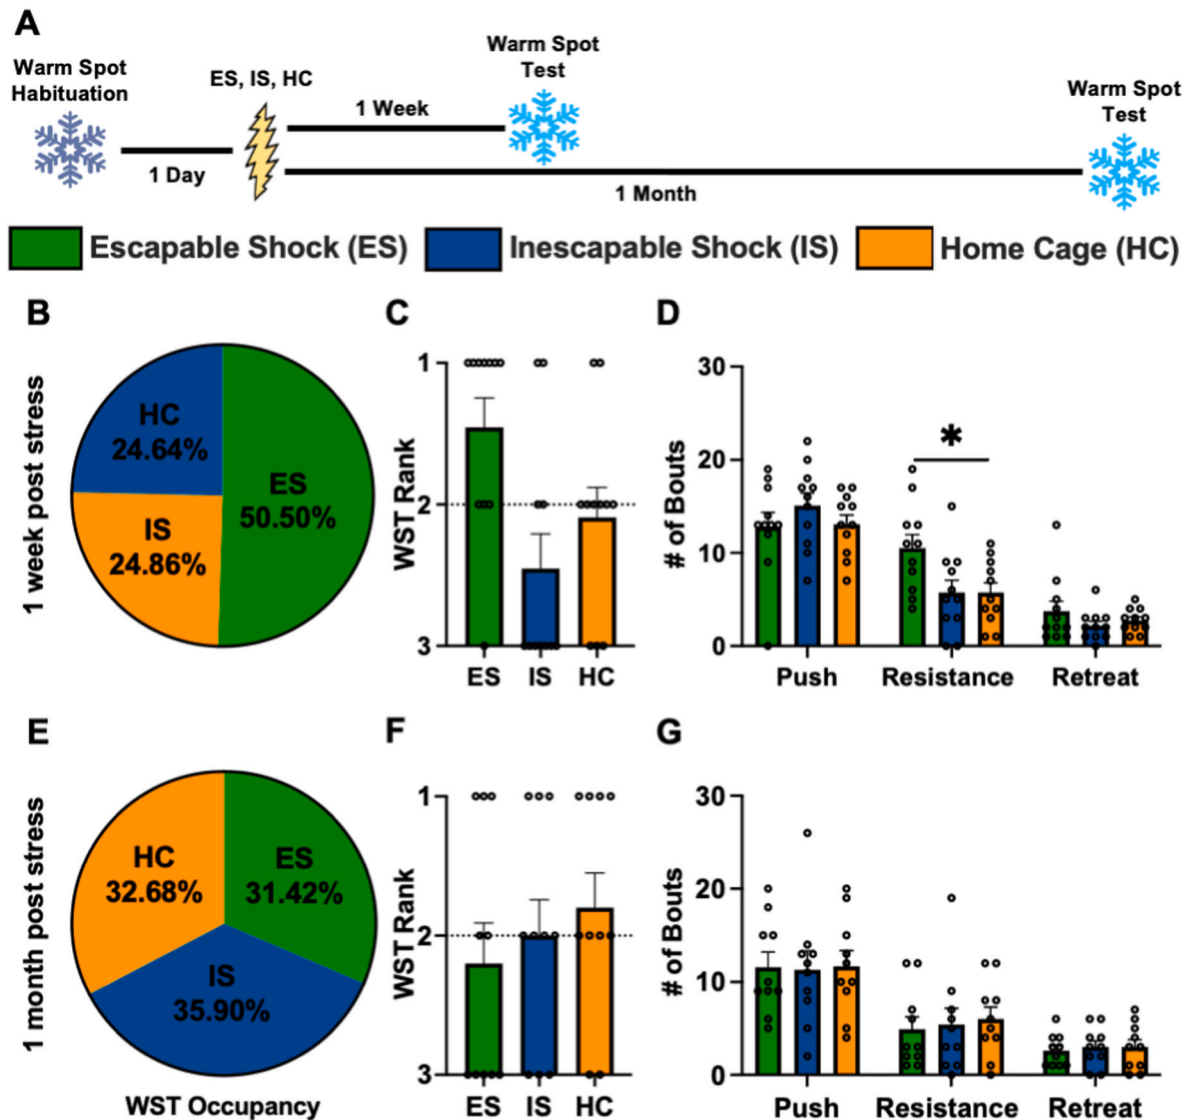 A
Warm Spot
Habituation
1 Day
ES, IS, HC
1 Week
Warm Spot
Test
1 Month
Warm Spot
Test
Escapable Shock (ES)
Inescapable Shock (IS)
Home Cage (HC)
B
1 week post stress
HC
24.64%
IS
24.86%
ES
50.50%
C
WST Rank
1
2
3
ES
IS
HC
D
# of Bouts
30
20
10
0
*
Push
Resistance
Retreat
E
1 month post stress
HC
32.68%
ES
31.42%
IS
35.90%
WST Occupancy
F
WST Rank
1
2
3
ES
IS
HC
G
# of Bouts
30
20
10
0
Push
Resistance
Retreat